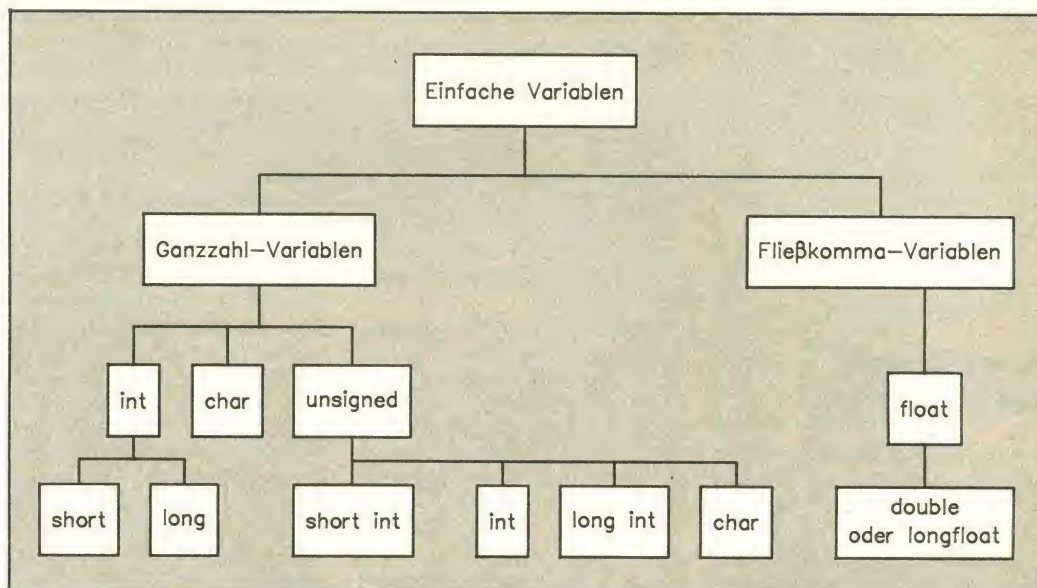 Einfache Variablen
Ganzzahl-Variablen
Fließkomma-Variablen
int
char
unsigned
float
short
long
short int
int
long int
char
double
oder longfloat